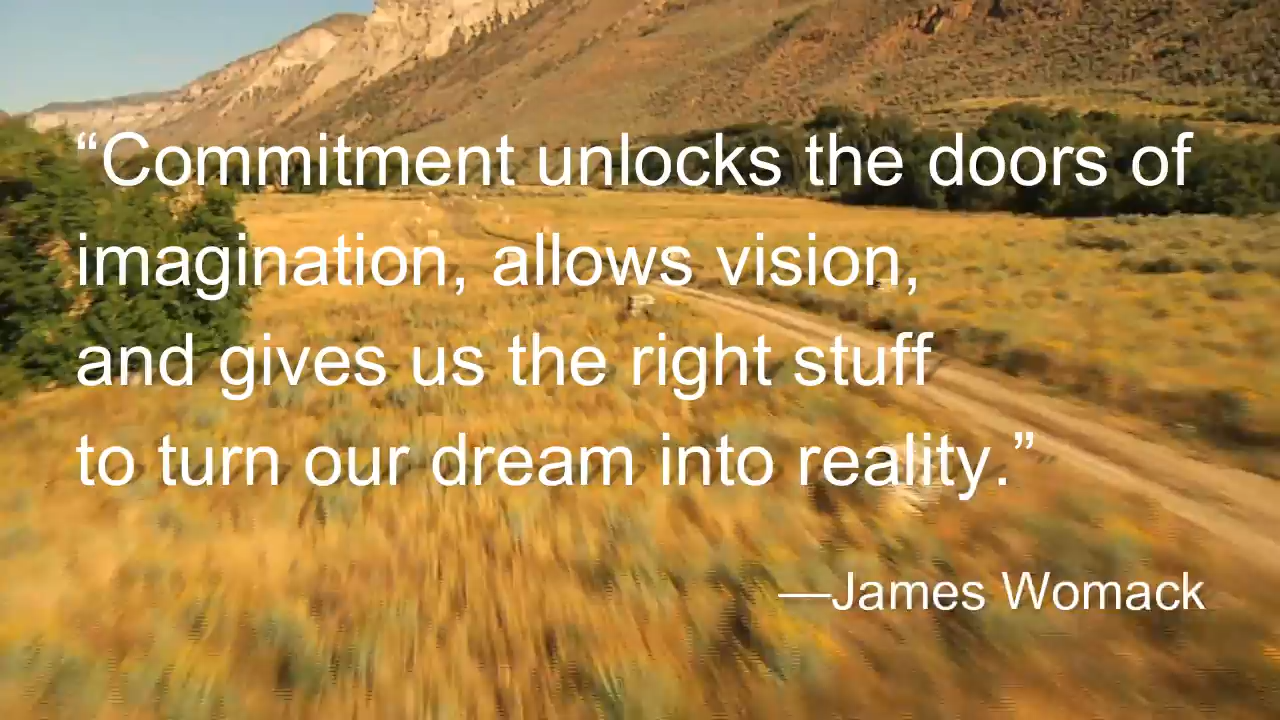 “Commitment unlocks the doors of
imagination, allows vision,
and gives us the right stuff
to turn our dream into reality.”
—James Womack